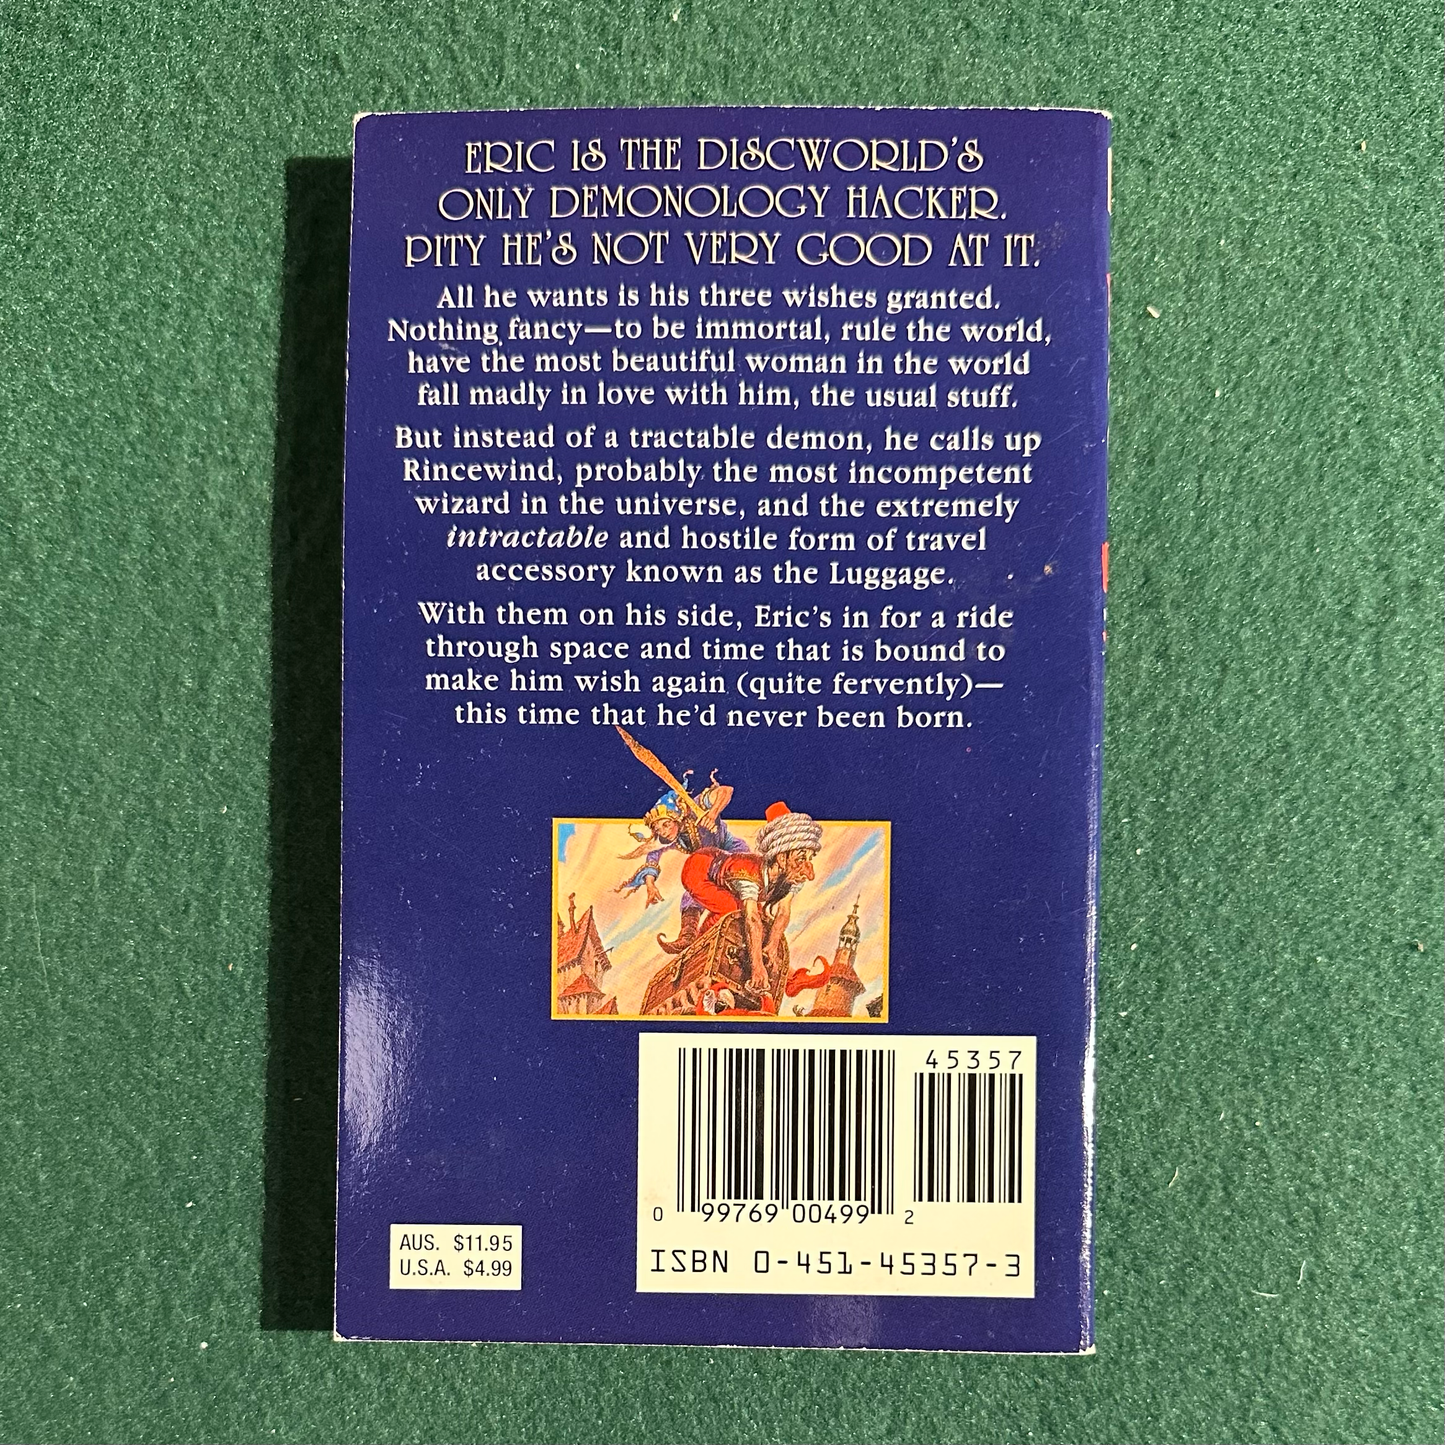 ERIC IS THE DISCWORLD'S
ONLY DEMONOLOGY HACKER.
PITY HE'S NOT VERY GOOD AT IT.
All he wants is his three wishes granted.
Nothing fancy—to be immortal, rule the world,
have the most beautiful woman in the world
fall madly in love with him, the usual stuff.
But instead of a tractable demon, he calls up
Rincewind, probably the most incompetent
wizard in the universe, and the extremely
intractable and hostile form of travel
accessory known as the Luggage.
With them on his side, Eric's in for a ride
through space and time that is bound to
make him wish again (quite fervently)—
this time that he'd never been born.
45357
0 99769 00499 2
ISBN 0-451-45357-3
AUS. $11.95
U.S.A. $4.99